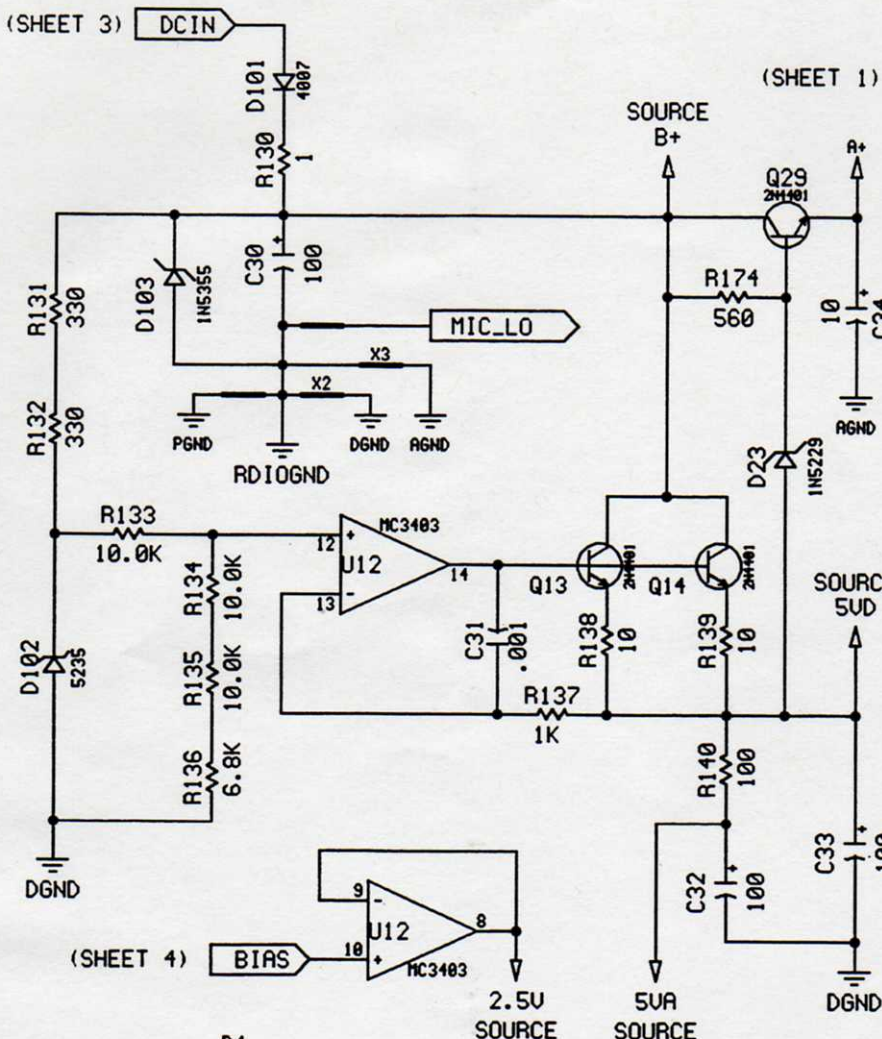 (SHEET 3) DCIN
D101 4007
(SHEET 1)
SOURCE
B+
A+
R130 1
Q29
2N4401
C30 + 100
R131 330
D103 1N5355
R174
560
10 +
MIC_LO
X3
X2
R132 330
PGND
DGND
AGND
AGND
RDIOGND
D23 1N5229
R133
10.0K
12 +
MC3403
U12
14
13 -
Q13
2N4401
Q14
2N4401
R134 10.0K
5VD
C31 .001
R138 10
R139 10
D102 5235
R135 10.0K
R137
1K
R136 6.8K
R140 100
DGND
C33 +
C32 + 100
9 -
U12
8
10 +
MC3403
(SHEET 4) BIAS
2.5V
SOURCE
5VA
SOURCE
DGND